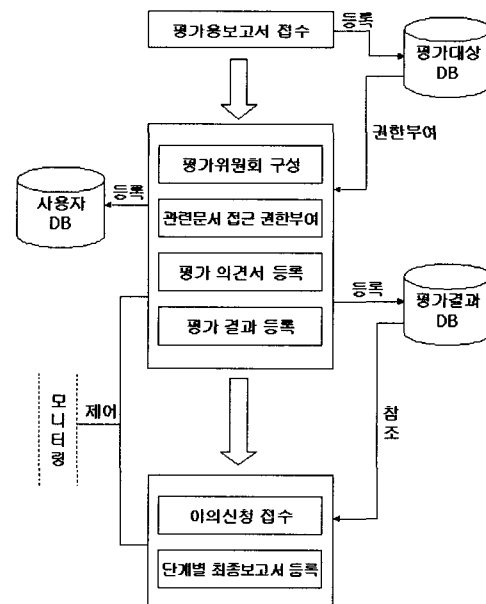 평가용보고서 접수
등록
평가대상
DB
권한부여
평가위원회 구성
등록
사용자
DB
관련문서 접근 권한부여
평가 의견서 등록
등록
평가결과
DB
평가 결과 등록
모니터링
제어
참조
이의신청 접수
단계별 최종보고서 등록